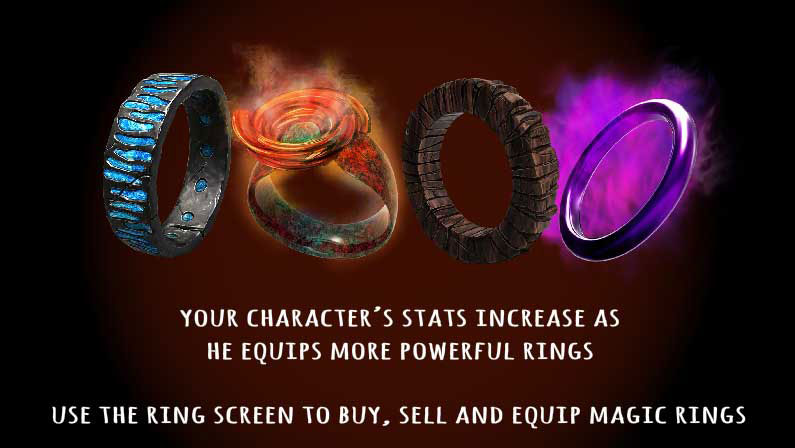 YOUR CHARACTER'S STATS INCREASE AS
HE EQUIPS MORE POWERFUL RINGS
USE THE RING SCREEN TO BUY, SELL AND EQUIP MAGIC RINGS